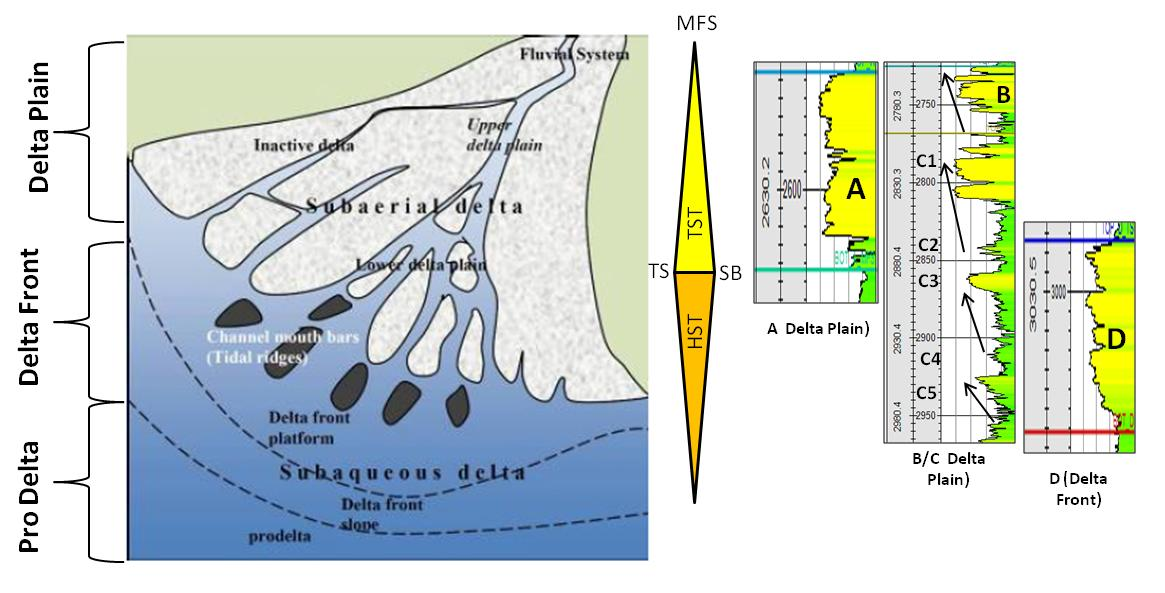 Delta Plain
Delta Front
Pro Delta
Fluvial System
Upper
delta plain
Inactive delta
Subaerial delta
Lower delta plain
Channel mouth bars
(Tidal ridges)
Delta front
platform
Subaqueous delta
Delta front
slope
prodelta
MFS
TST
TS
SB
HST
2630.2
2600
A
A Delta Plain)
2780.3
2830.3
2880.4
2930.4
2980.4
2750
2800
2850
2900
2950
B
C1
C2
C3
C4
C5
B/C Delta
Plain)
3030.5
3000
D
D (Delta
Front)